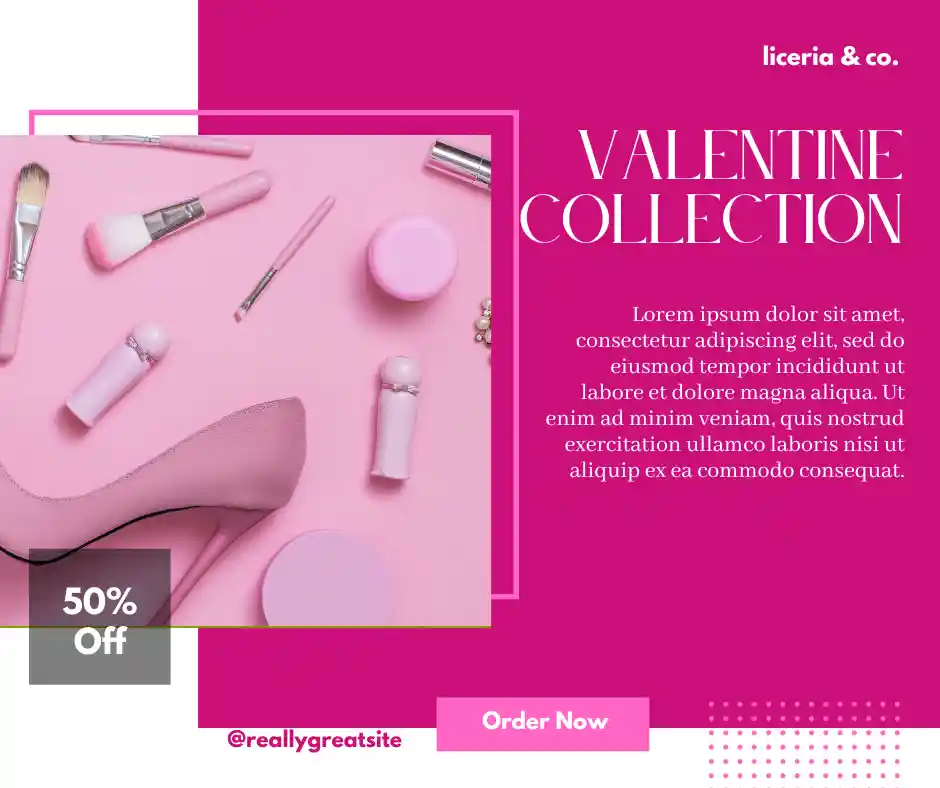 liceria & co.
VALENTINE
COLLECTION
Lorem ipsum dolor sit amet,
consectetur adipiscing elit, sed do
eiusmod tempor incididunt ut
labore et dolore magna aliqua. Ut
enim ad minim veniam, quis nostrud
exercitation ullamco laboris nisi ut
aliquip ex ea commodo consequat.
50%
Off
Order Now
@reallygreatsite